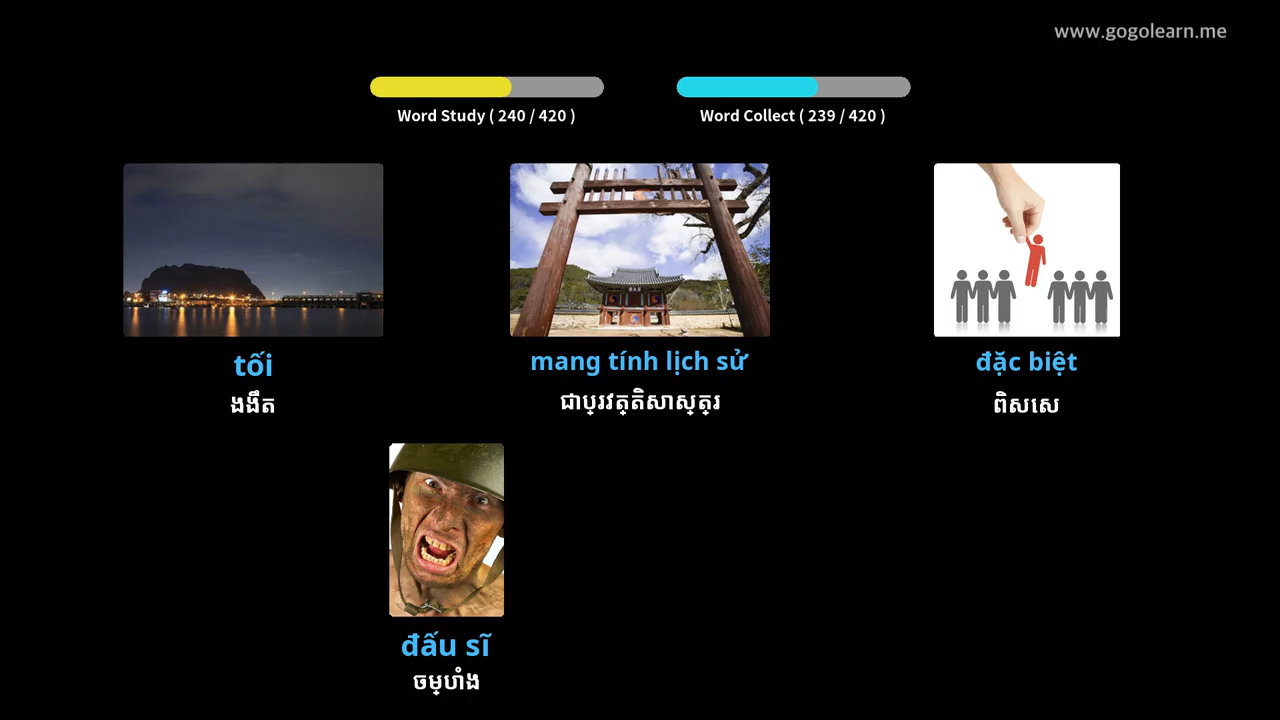 www.gogolearn.me
Word Study ( 240 / 420 )
Word Collect ( 239 / 420 )
tối
ងងឹត
mang tính lịch sử
ជាប្រវត្តិសាស្ត្រ
đặc biệt
ពិសេស
đấu sĩ
ចម្បាំង